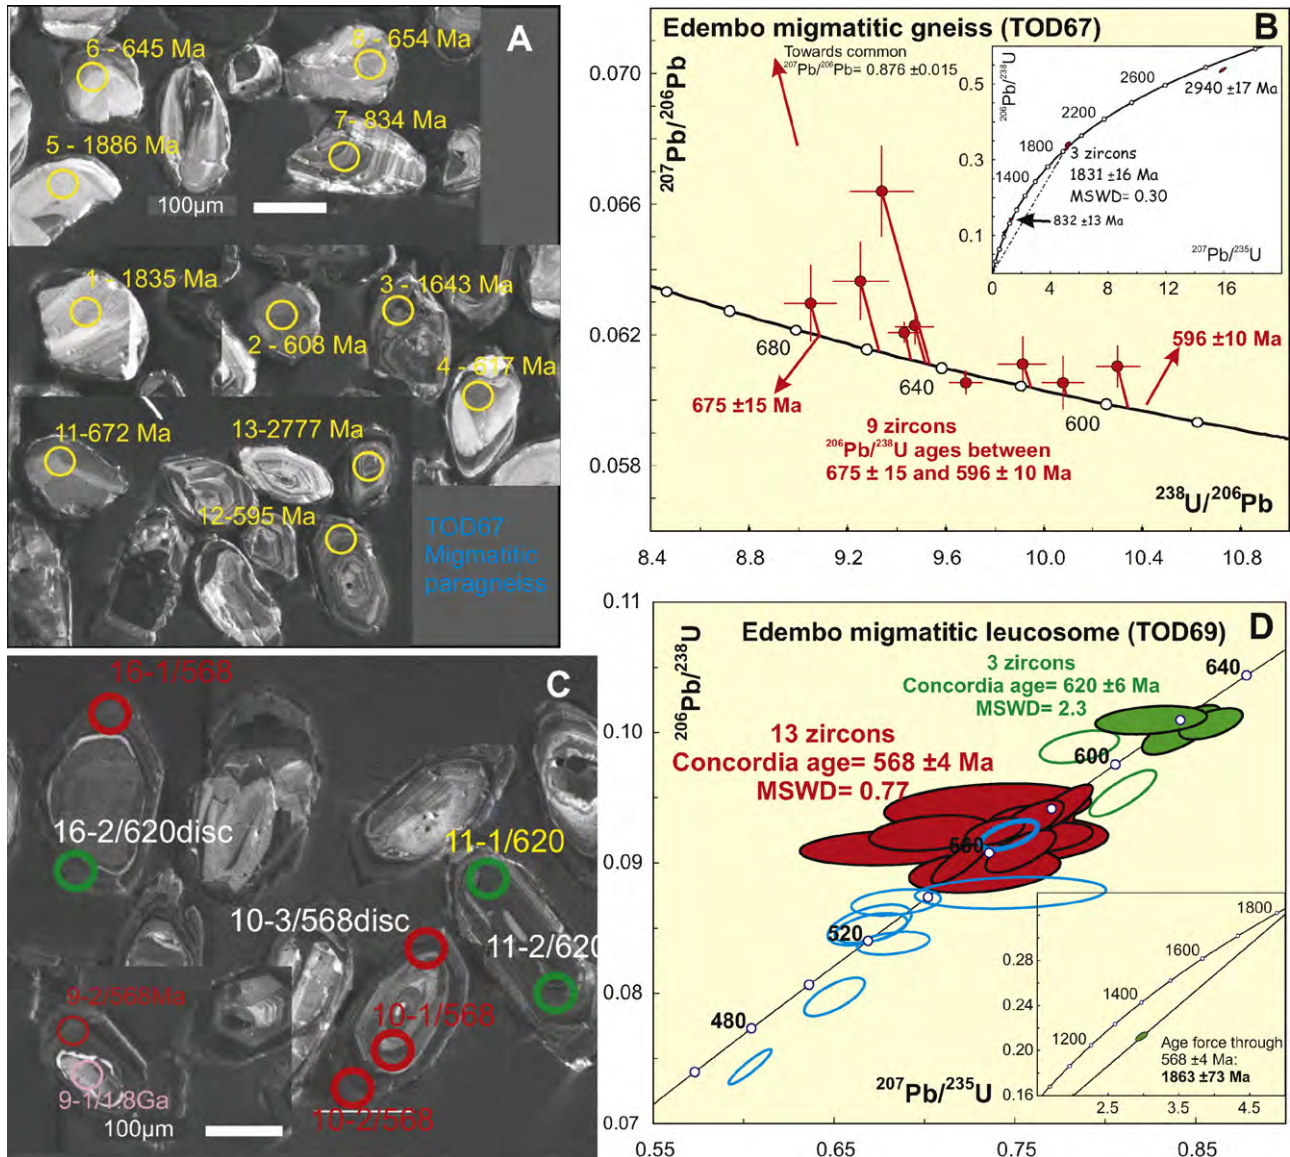 A
6 - 645 Ma
8 - 654 Ma
7- 834 Ma
5 - 1886 Ma
100µm
1 - 1835 Ma
3 - 1643 Ma
2 - 608 Ma
4 - 617 Ma
11-672 Ma
13-2777 Ma
12-595 Ma
TOD67
Migmatitic
paragneiss
B
Edembo migmatitic gneiss (TOD67)
Towards common
207Pb/206Pb= 0.876 ±0.015
207Pb/206Pb
0.070
0.066
0.062
0.058
680
640
600
675 ±15 Ma
596 ±10 Ma
9 zircons
206Pb/238U ages between
675 ± 15 and 596 ± 10 Ma
238U/206Pb
8.4
8.8
9.2
9.6
10.0
10.4
10.8
206Pb/238U
0.5
0.3
0.1
2600
2200
1800
1400
2940 ±17 Ma
3 zircons
1831 ±16 Ma
MSWD= 0.30
832 ±13 Ma
207Pb/235U
0
4
8
12
16
C
16-1/568
16-2/620disc
11-1/620
10-3/568disc
11-2/620
9-2/568Ma
10-1/568
9-1/1.8Ga
10-2/568
100µm
D
Edembo migmatitic leucosome (TOD69)
206Pb/238U
0.11
0.10
0.09
0.08
0.07
3 zircons
Concordia age= 620 ±6 Ma
MSWD= 2.3
13 zircons
Concordia age= 568 ±4 Ma
MSWD= 0.77
640
600
560
520
480
207Pb/235U
0.55
0.65
0.75
0.85
0.28
0.24
0.20
0.16
1800
1600
1400
1200
Age force through
568 ±4 Ma:
1863 ±73 Ma
2.5
3.5
4.5